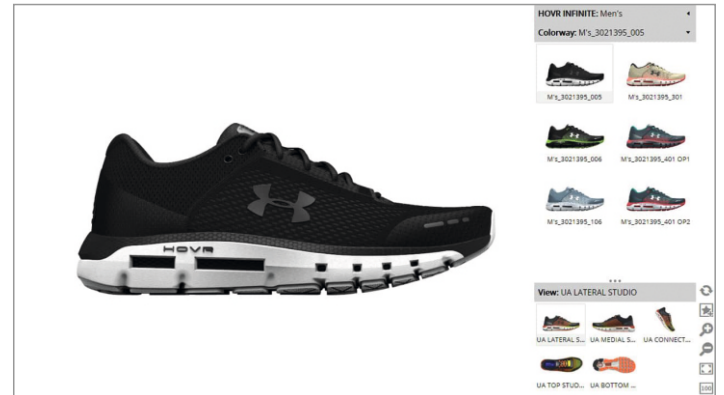 HOVR INFINITE: Men's
Colorway: M's_3021395_005
M's_3021395_005
M's_3021395_301
M's_3021395_006
M's_3021395_401 OP1
M's_3021395_106
M's_3021395_401 OP2
HOVR
View: UA LATERAL STUDIO
UA LATERAL S...
UA MEDIAL S...
UA CONNECT...
UA TOP STUD...
UA BOTTOM ...
100